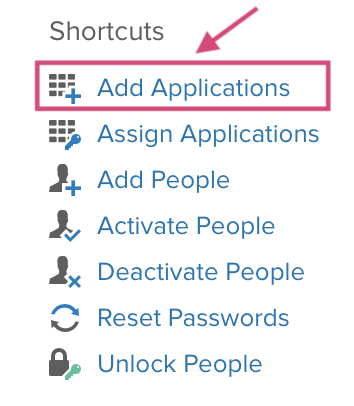 Shortcuts
Add Applications
Assign Applications
Add People
Activate People
Deactivate People
Reset Passwords
Unlock People